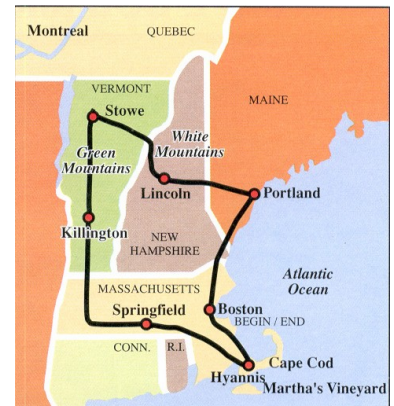 Montreal
QUEBEC
VERMONT
Stowe
MAINE
White
Mountains
Green
Mountains
Lincoln
Portland
Killington
NEW
HAMPSHIRE
Atlantic
Ocean
MASSACHUSETTS
Springfield
Boston
BEGIN / END
CONN.
R.I.
Cape Cod
Hyannis
Martha's Vineyard